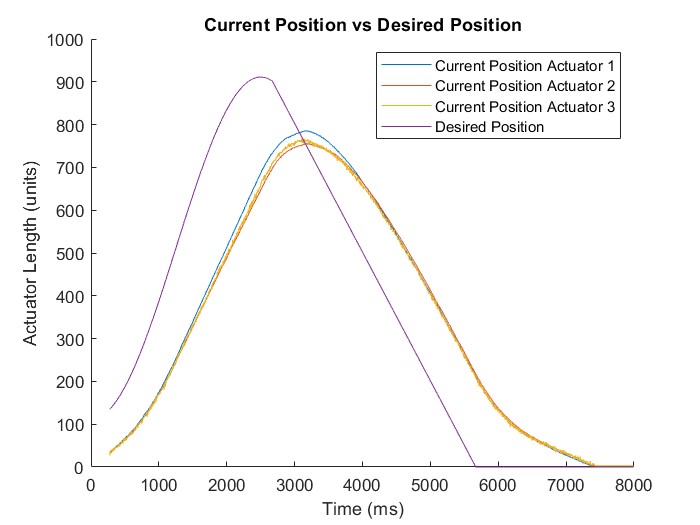 Current Position vs Desired Position
1000
900
800
700
600
500
400
300
200
100
0
Actuator Length (units)
Current Position Actuator 1
Current Position Actuator 2
Current Position Actuator 3
Desired Position
0 1000 2000 3000 4000 5000 6000 7000 8000
Time (ms)